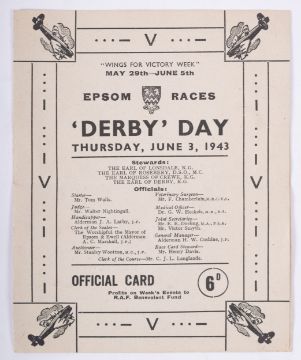 V
"WINGS FOR VICTORY WEEK"
MAY 29th—JUNE 5th
EPSOM RACES
'DERBY' DAY
THURSDAY, JUNE 3, 1943
Stewards:
THE EARL OF LONSDALE, K.G.
THE EARL OF ROSEBERY, D.S.O., M.C.
THE MARQUESS OF CREWE, K.G.
THE EARL OF DERBY, K.G.
Officials:
Starter—
Mr. Tom Walls.
Judge—
Mr. Walter Nightingall.
Handicapper—
Alderman J. A.
Clerk of the Scales—
The Worshipful the Mayor of
Epsom & Ewell (Alderman
A. C. Marshall, J.P.)
Auctioneer—
Mr. Stanley Wootton, M.C., J.P.
Veterinary Surgeon—
Mr. F. Chamberlain,
Medical Officer—
Dr. G. W.
Joint Secretaries—
Mr.
Mr. Victor Smyth.
General Manager—
Alderman H. W.
Race Card Steward—
Mr. Henry Davis.
Clerk of the Course—Mr. C. J. L. Langlands.
OFFICIAL CARD
Profits on Week's Events to
R.A.F. Benevolent Fund
6D
V